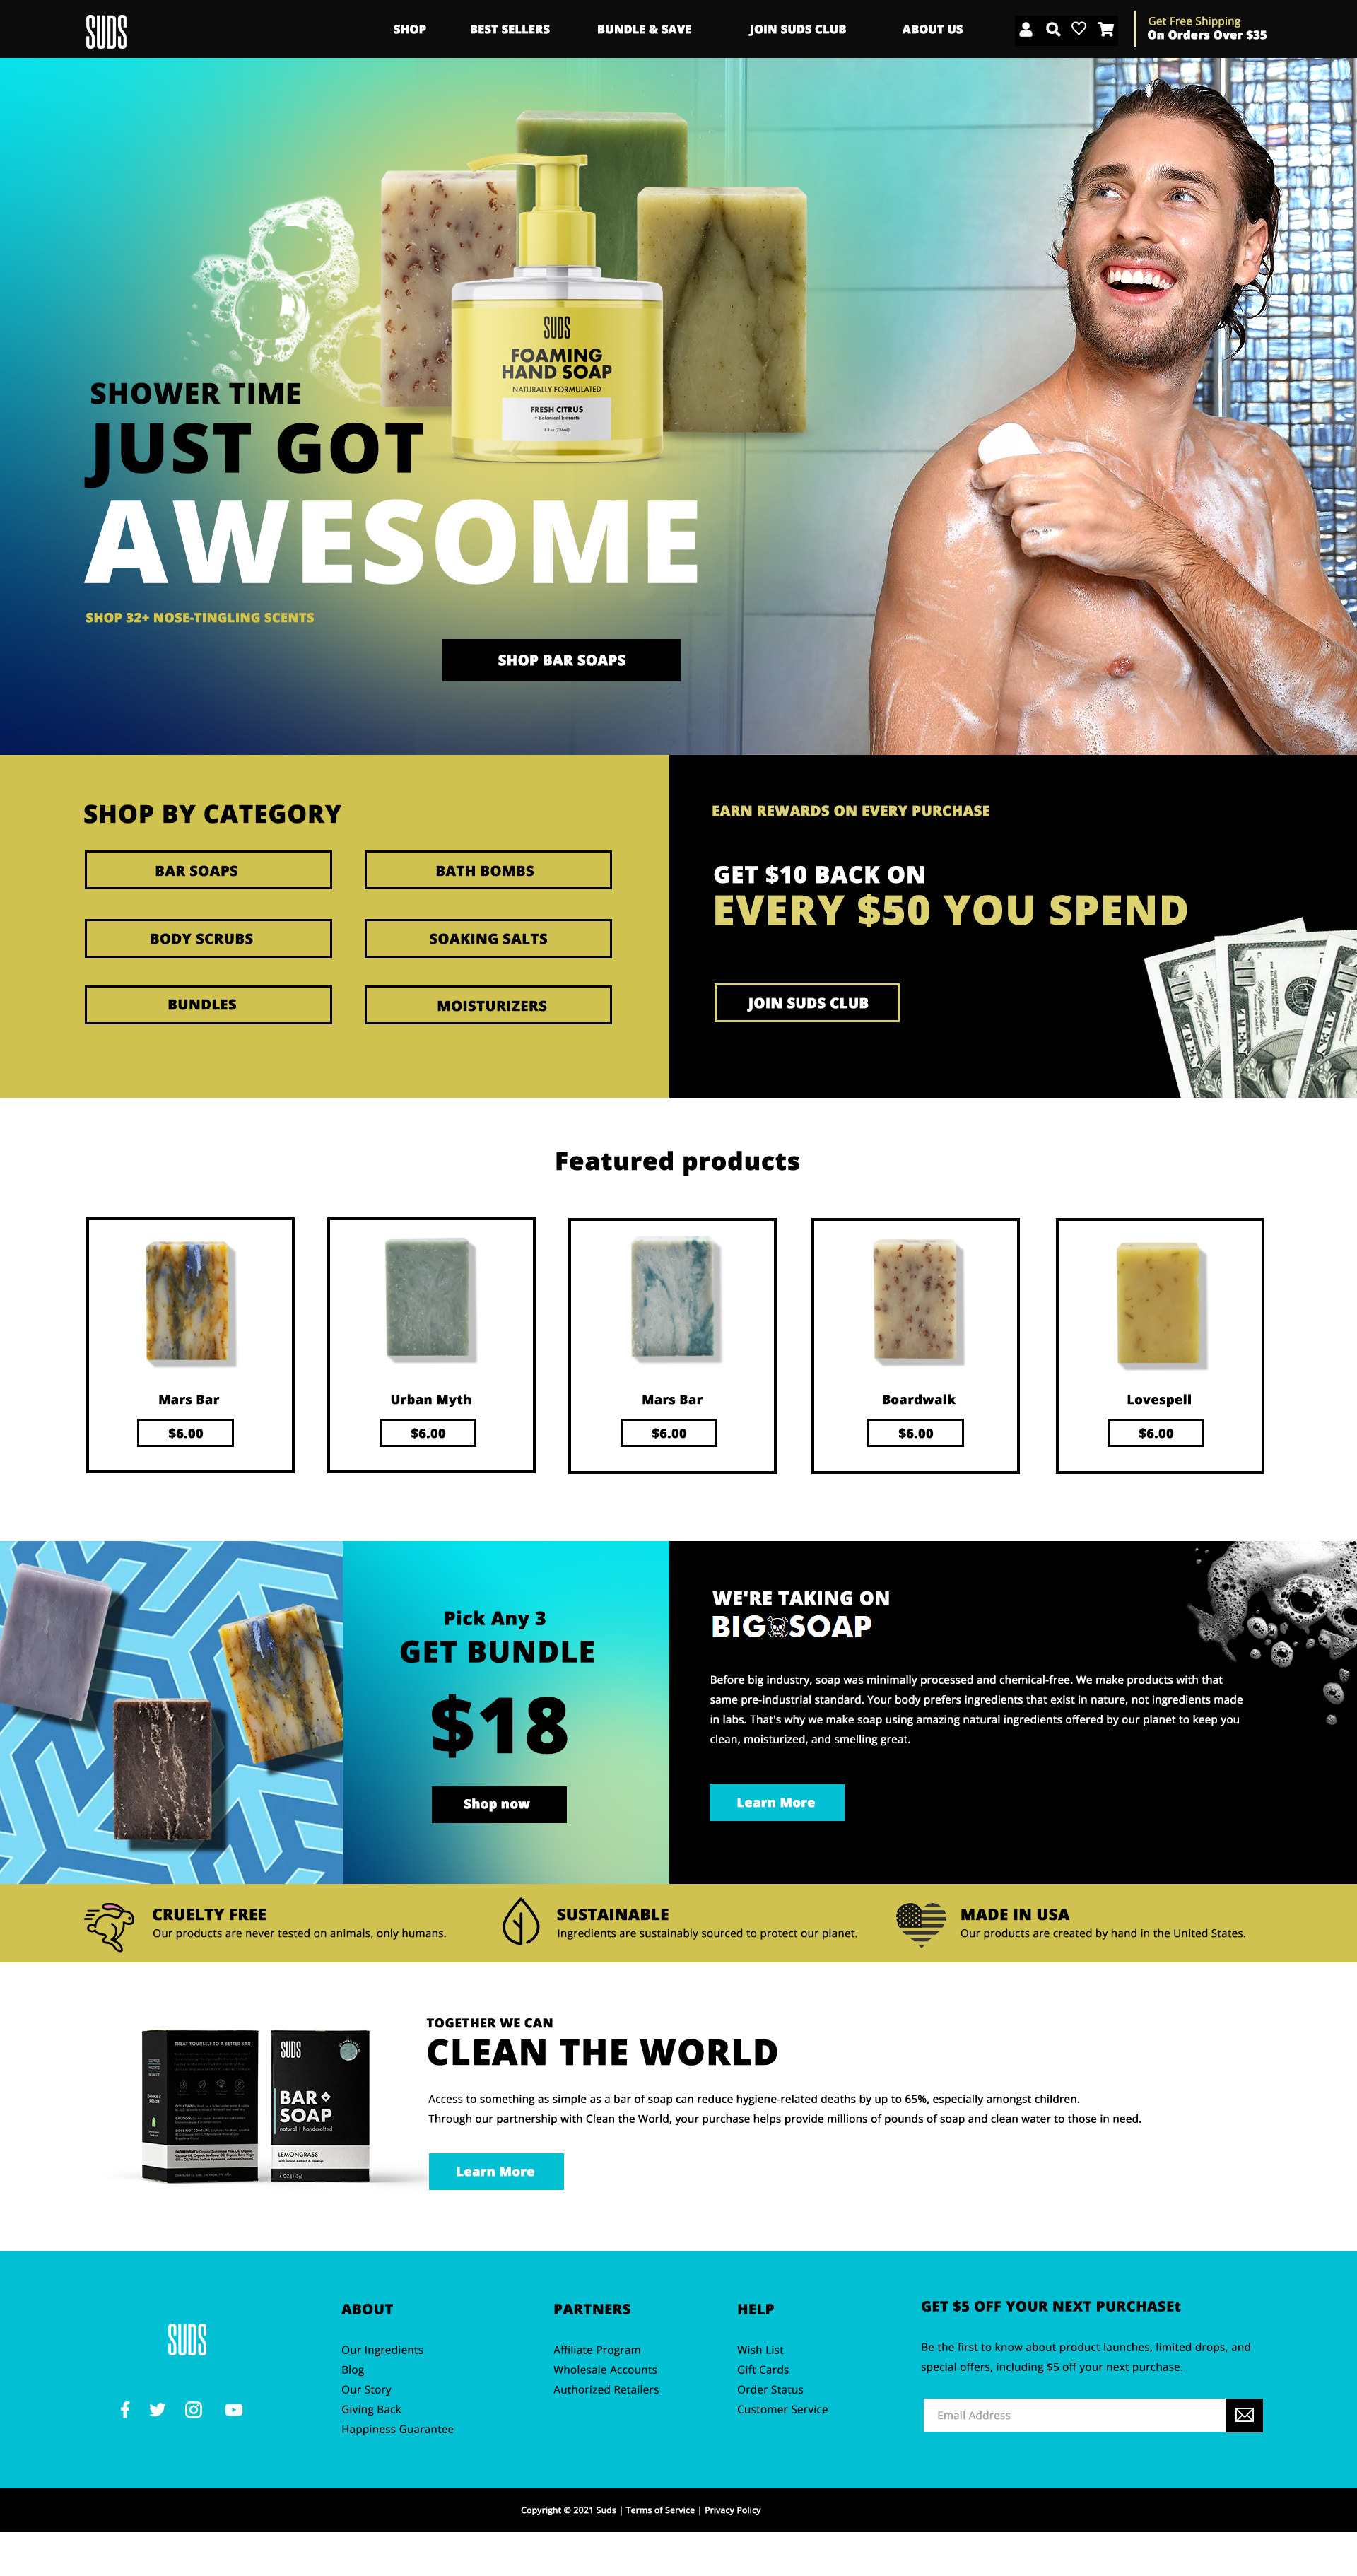 SUDS
SHOP
BEST SELLERS
BUNDLE & SAVE
JOIN SUDS CLUB
ABOUT US
Get Free Shipping
On Orders Over $35
SUDS
FOAMING
HAND SOAP
NATURALLY FORMULATED
FRESH CITRUS
+ Botanical Extracts
SHOWER TIME
JUST GOT
AWESOME
SHOP 32+ NOSE-TINGLING SCENTS
SHOP BAR SOAPS
SHOP BY CATEGORY
BAR SOAPS
BATH BOMBS
BODY SCRUBS
SOAKING SALTS
BUNDLES
MOISTURIZERS
EARN REWARDS ON EVERY PURCHASE
GET $10 BACK ON
EVERY $50 YOU SPEND
JOIN SUDS CLUB
Featured products
Mars Bar
$6.00
Urban Myth
$6.00
Mars Bar
$6.00
Boardwalk
$6.00
Lovespell
$6.00
Pick Any 3
GET BUNDLE
$18
Shop now
WE'RE TAKING ON
BIG SOAP
Before big industry, soap was minimally processed and chemical-free. We make products with that
same pre-industrial standard. Your body prefers ingredients that exist in nature, not ingredients made
in labs. That's why we make soap using amazing natural ingredients offered by our planet to keep you
clean, moisturized, and smelling great.
Learn More
CRUELTY FREE
Our products are never tested on animals, only humans.
SUSTAINABLE
Ingredients are sustainably sourced to protect our planet.
MADE IN USA
Our products are created by hand in the United States.
TREAT YOURSELF TO A BETTER BAR
SUDS
BAR
SOAP
natural | handcrafted
LEMONGRASS
4 OZ (113g)
TOGETHER WE CAN
CLEAN THE WORLD
Access to something as simple as a bar of soap can reduce hygiene-related deaths by up to 65%, especially amongst children.
Through our partnership with Clean the World, your purchase helps provide millions of pounds of soap and clean water to those in need.
Learn More
SUDS
ABOUT
Our Ingredients
Blog
Our Story
Giving Back
Happiness Guarantee
PARTNERS
Affiliate Program
Wholesale Accounts
Authorized Retailers
HELP
Wish List
Gift Cards
Order Status
Customer Service
GET $5 OFF YOUR NEXT PURCHASEt
Be the first to know about product launches, limited drops, and
special offers, including $5 off your next purchase.
Email Address
Copyright © 2021 Suds | Terms of Service | Privacy Policy